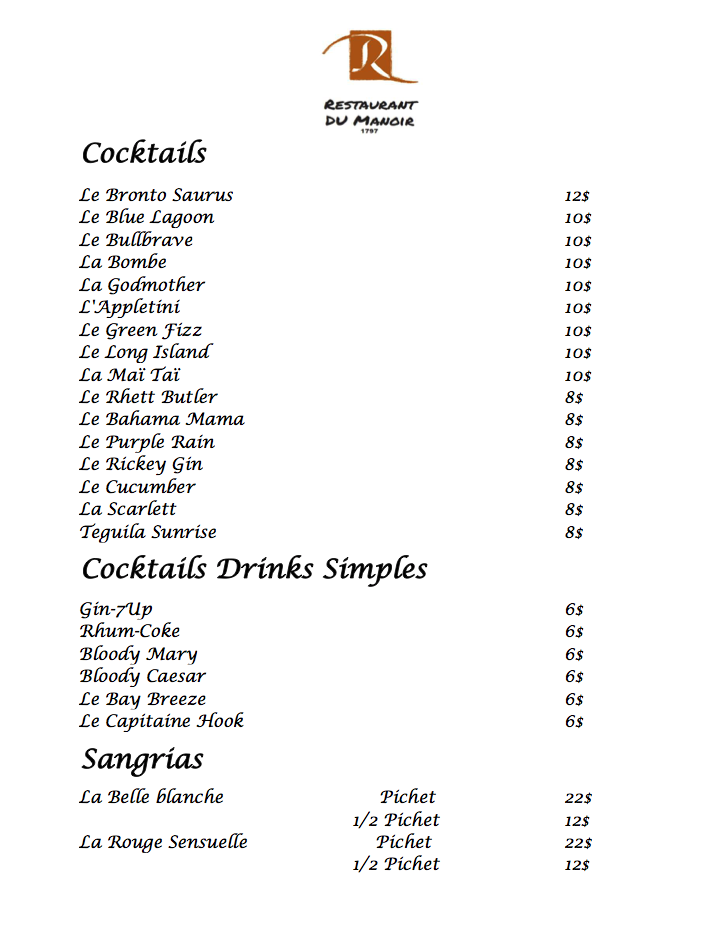 R
RESTAURANT
DU MANOIR
1797
Cocktails
Le Bronto Saurus 12$
Le Blue Lagoon 10$
Le Bullbrave 10$
La Bombe 10$
La Godmother 10$
L'Appletini 10$
Le Green Fizz 10$
Le Long Island 10$
La Maï Taï 10$
Le Rhett Butler 8$
Le Bahama Mama 8$
Le Purple Rain 8$
Le Rickey Gin 8$
Le Cucumber 8$
La Scarlett 8$
Teguila Sunrise 8$
Cocktails Drinks Simples
Gin-7Up 6$
Rhum-Coke 6$
Bloody Mary 6$
Bloody Caesar 6$
Le Bay Breeze 6$
Le Capitaine Hook 6$
Sangrias
La Belle blanche Pichet 22$
1/2 Pichet 12$
La Rouge Sensuelle Pichet 22$
1/2 Pichet 12$